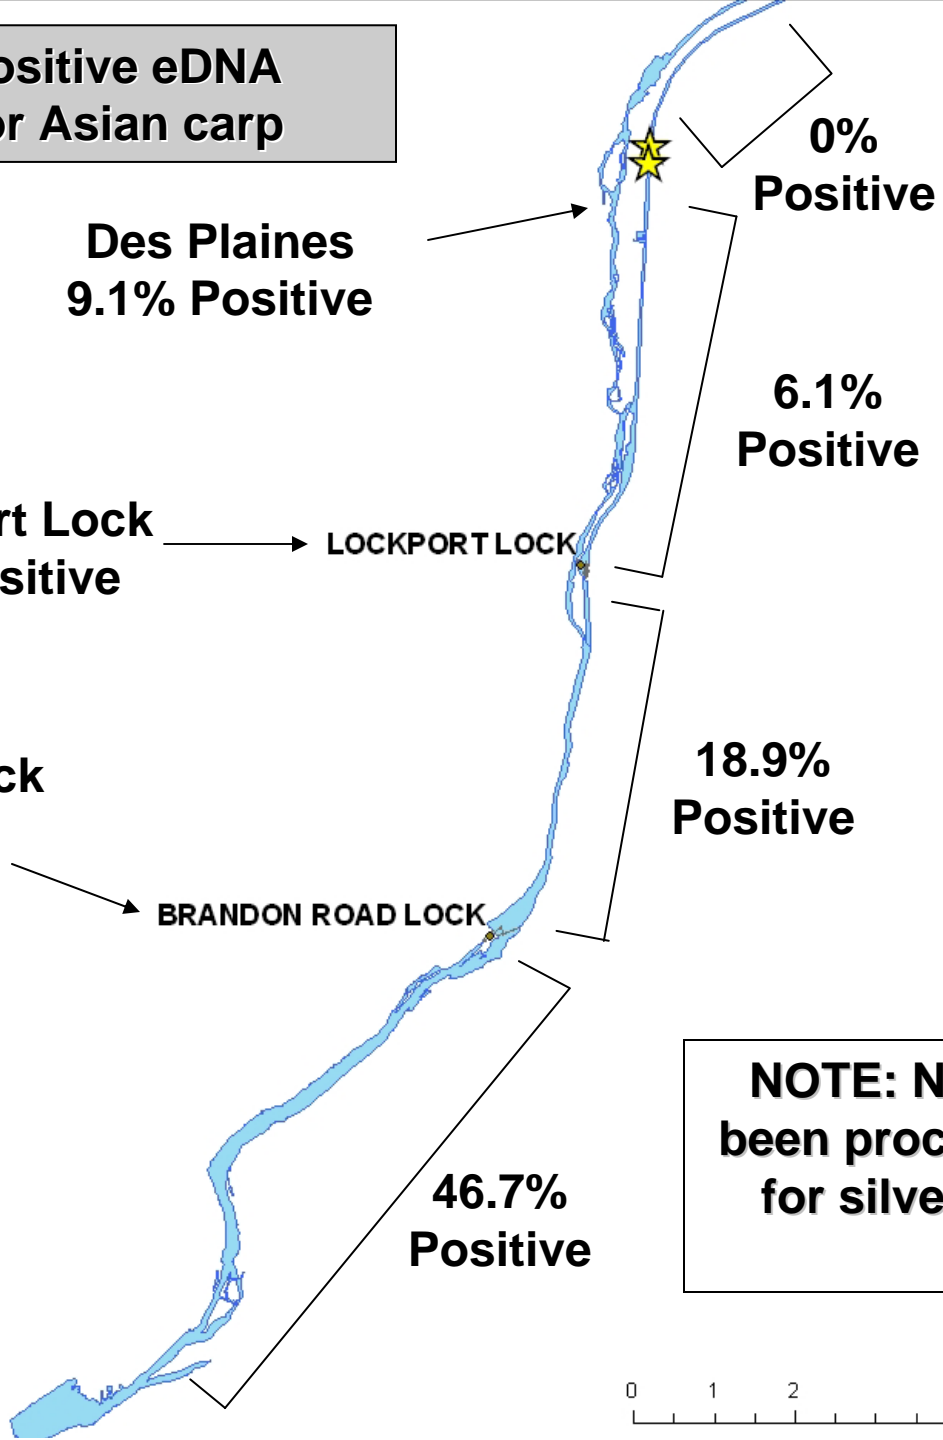 ositive eDNA
or Asian carp
0%
Positive
Des Plaines
9.1% Positive
6.1%
Positive
rt Lock
sitive
LOCKPORT LOCK
18.9%
Positive
ck
BRANDON ROAD LOCK
NOTE: N
been proc
for silve
46.7%
Positive
0 1 2